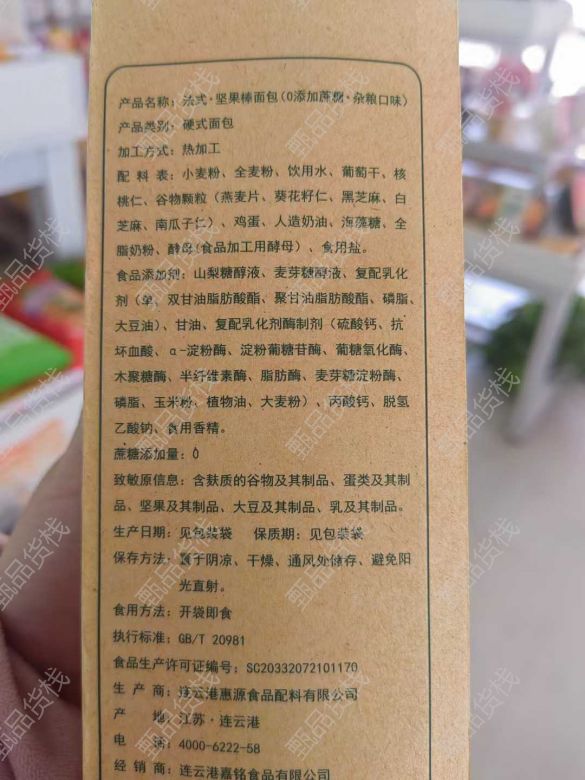 产品名称：法式·坚果棒面包（0添加蔗糖·杂粮口味）
产品类别：硬式面包
加工方式：热加工
配 料 表：小麦粉、全麦粉、饮用水、葡萄干、核
桃仁、谷物颗粒（燕麦片、葵花籽仁、黑芝麻、白
芝麻、南瓜子仁）、鸡蛋、人造奶油、海藻糖、全
脂奶粉、酵母(食品加工用酵母）、食用盐。
食品添加剂：山梨糖醇液、麦芽糖醇液、复配乳化
剂（单，双甘油脂肪酸酯、聚甘油脂肪酸酯、磷脂、
大豆油）、甘油、复配乳化剂酶制剂（硫酸钙、抗
坏血酸、α-淀粉酶、淀粉葡糖苷酶、葡糖氧化酶、
木聚糖酶、半纤维素酶、脂肪酶、麦芽糖淀粉酶、
磷脂、玉米粉、植物油、大麦粉）、丙酸钙、脱氢
乙酸钠、食用香精。
蔗糖添加量：0
致敏原信息：含麸质的谷物及其制品、蛋类及其制
品、坚果及其制品、大豆及其制品、乳及其制品。
生产日期：见包装袋 保质期：见包装袋
保存方法：置于阴凉、干燥、通风处储存、避免阳
光直射。
食用方法：开袋即食
执行标准：GB/T 20981
食品生产许可证编号：SC20332072101170
生 产 商：连云港惠源食品配料有限公司
产 地：江苏·连云港
电 话：4000-6222-58
经 销 商：连云港嘉铭食品有限公司
甄品货栈